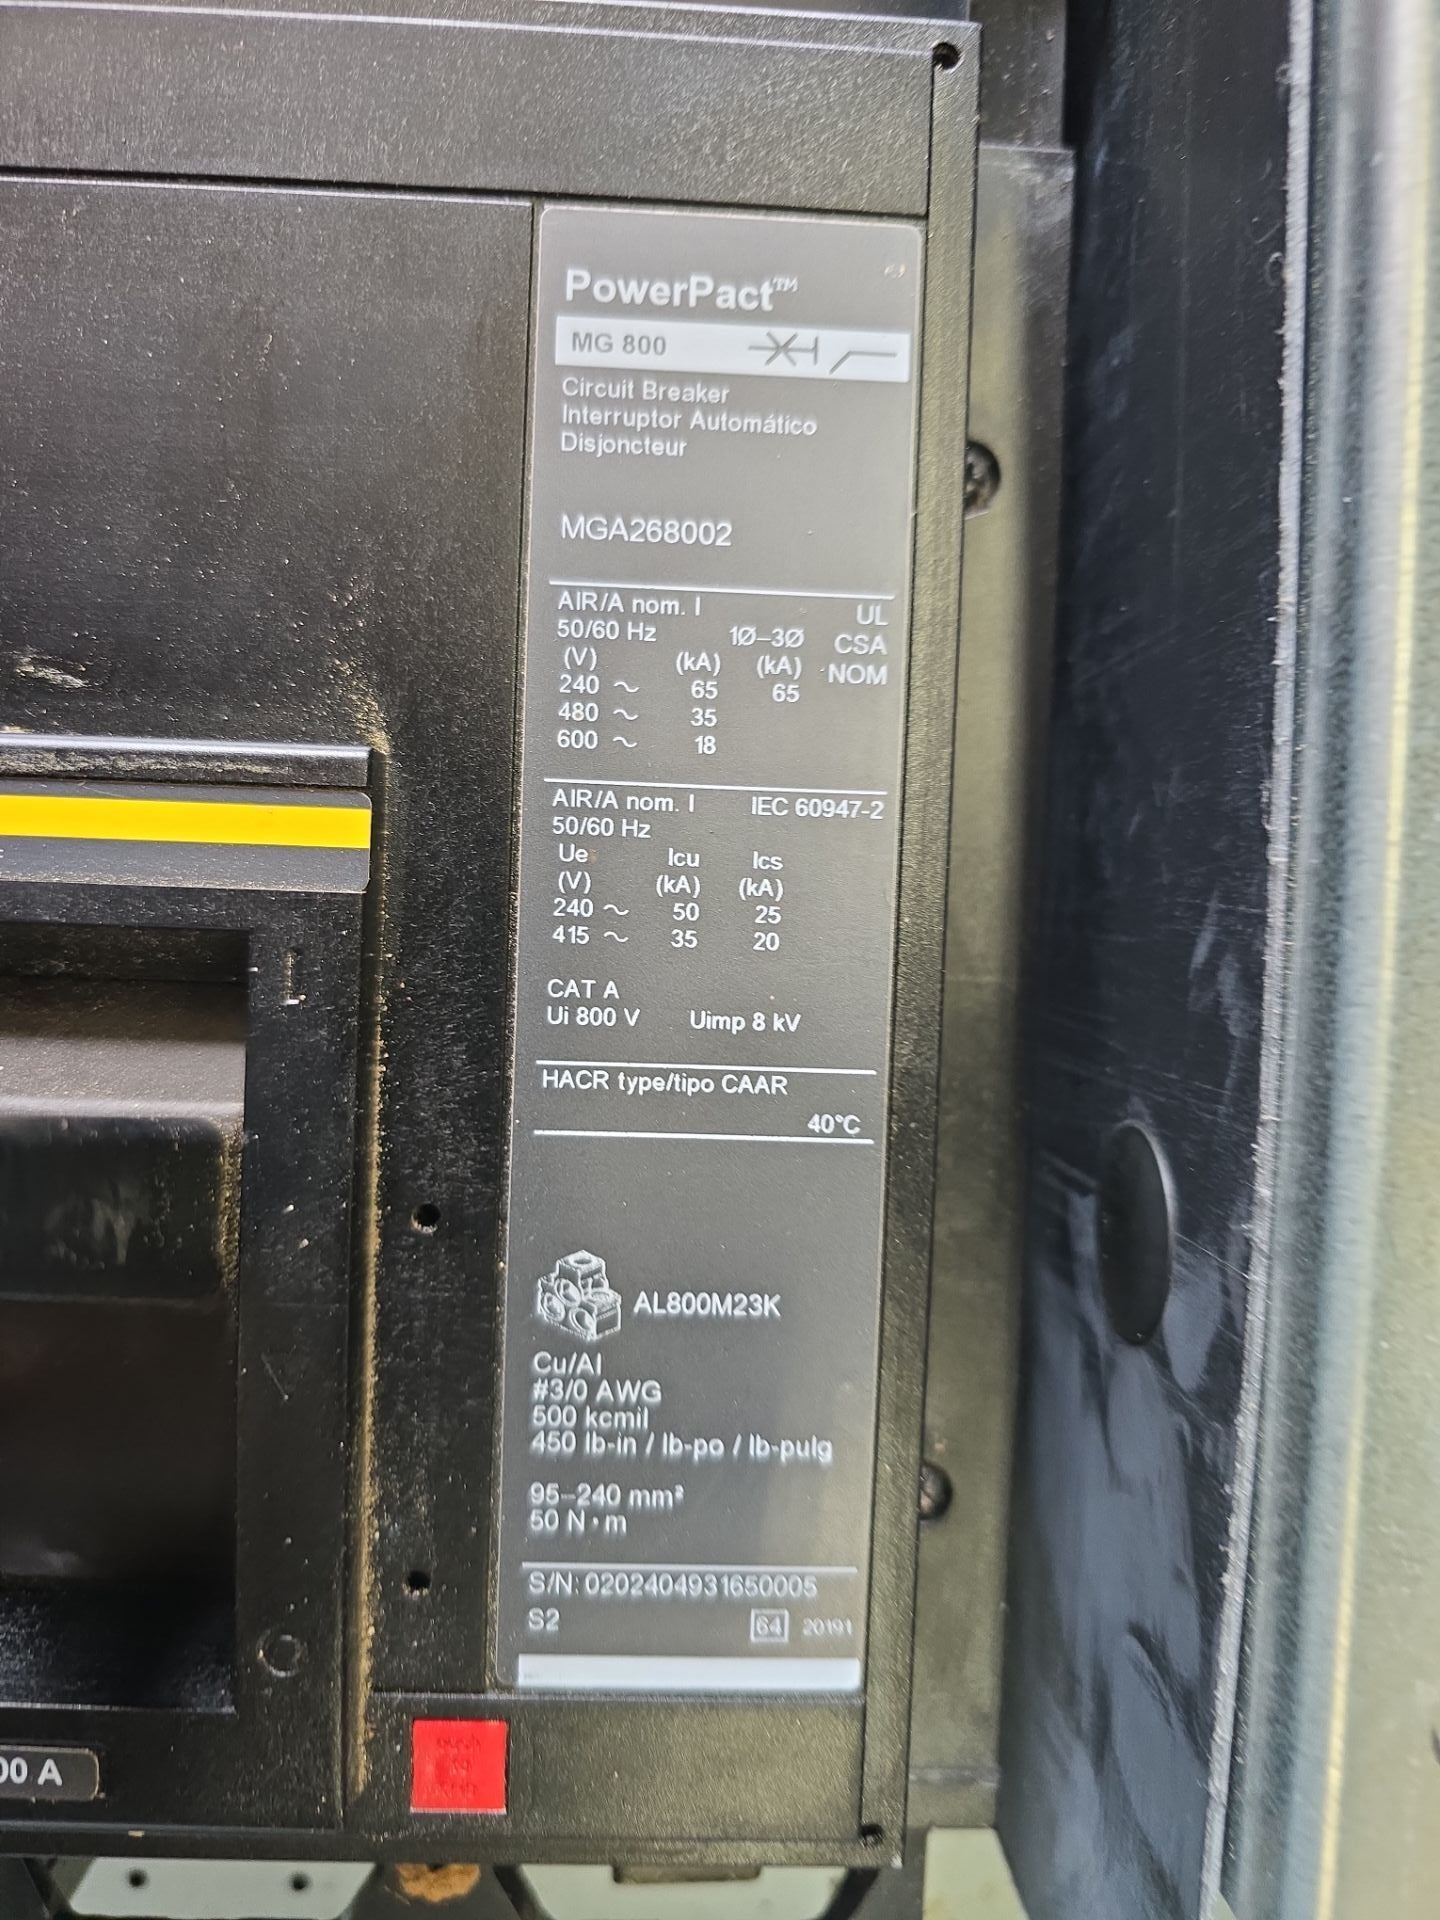 PowerPact™
MG 800
Circuit Breaker
Interruptor Automático
Disjoncteur
MGA268002
AIR/A nom. I UL
50/60 Hz 1Ø–3Ø CSA
(V) (kA) (kA) NOM
240 ~ 65 65
480 ~ 35
600 ~ 18
AIR/A nom. I IEC 60947-2
50/60 Hz
Ue Icu Ics
(V) (kA) (kA)
240 ~ 50 25
415 ~ 35 20
CAT A
Ui 800 V Uimp 8 kV
HACR type/tipo CAAR
40°C
AL800M23K
Cu/Al
#3/0 AWG
500 kcmil
450 lb-in / lb-po / lb-pulg
95–240 mm²
50 N·m
S/N: 0202404931650005
S2 64 20191
I
O
00 A